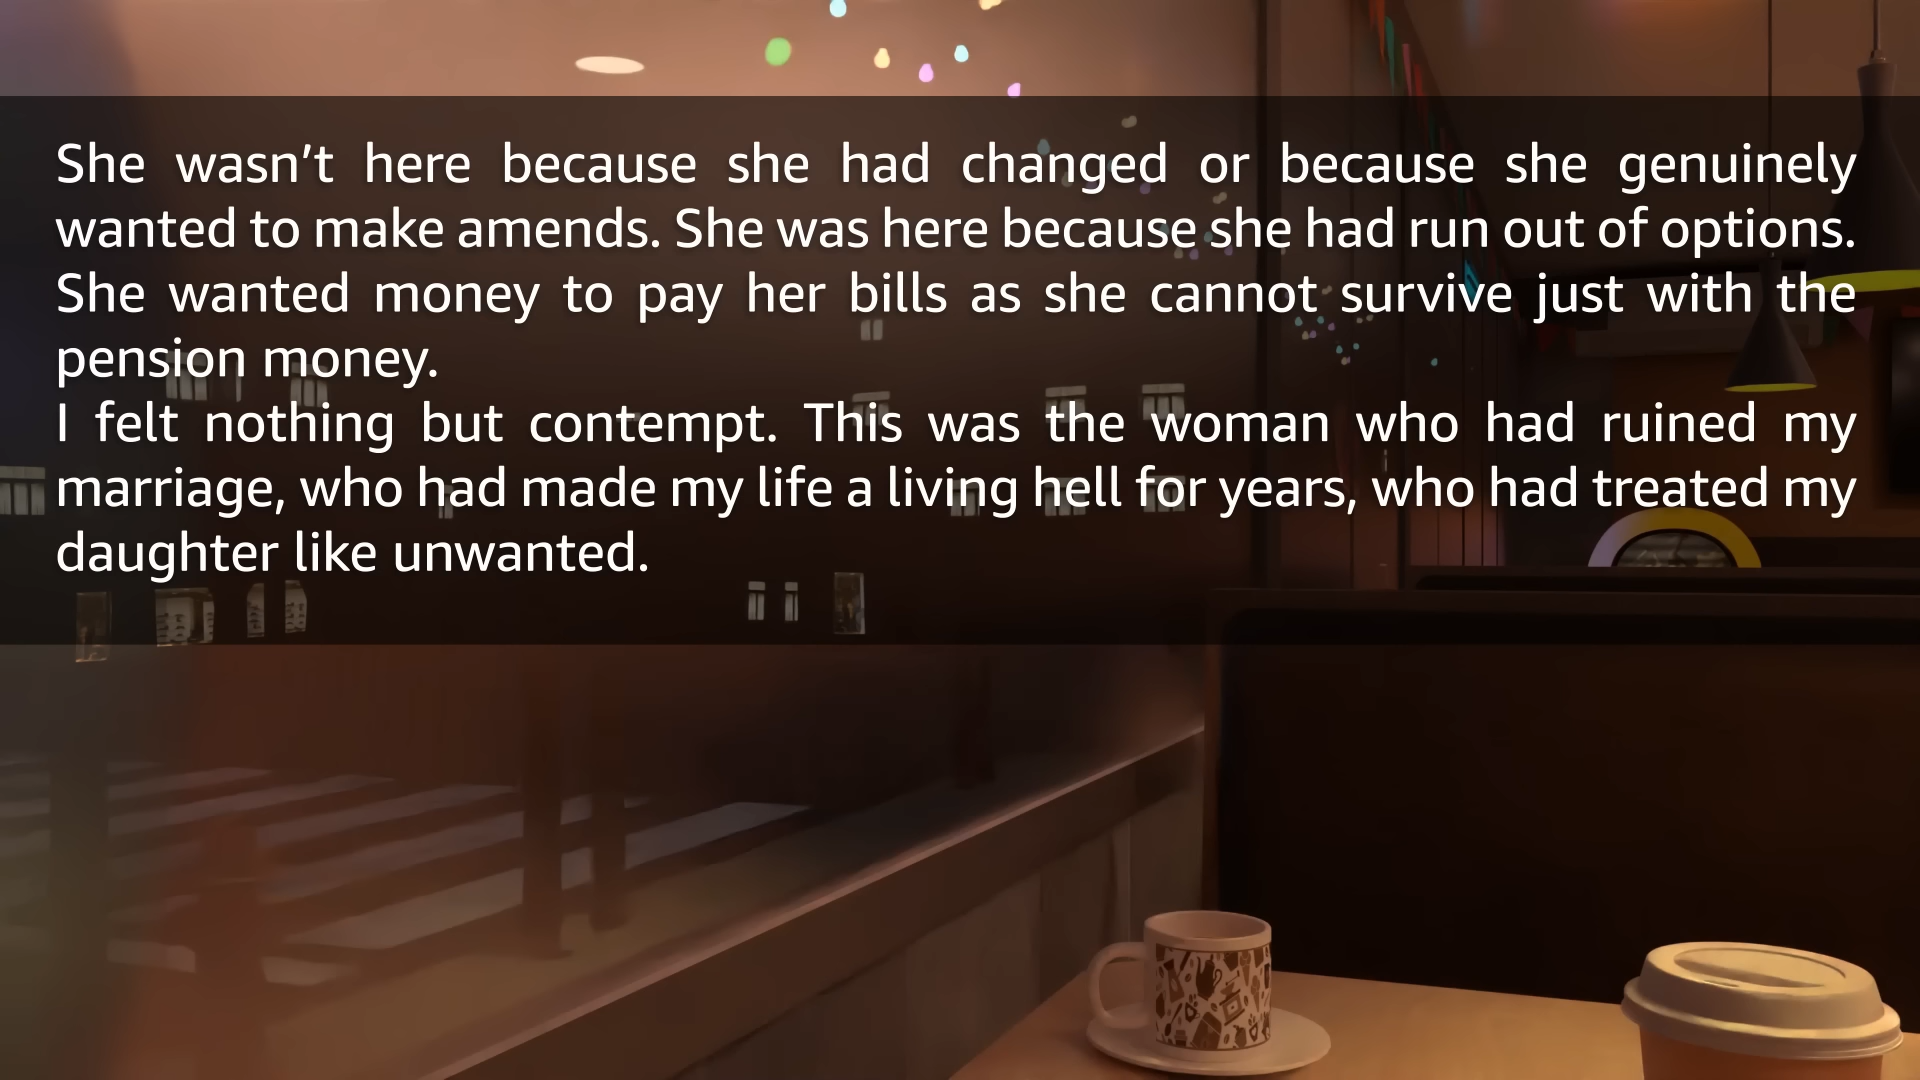 She wasn’t here because she had changed or because she genuinely
wanted to make amends. She was here because she had run out of options.
She wanted money to pay her bills as she cannot survive just with the
pension money.
I felt nothing but contempt. This was the woman who had ruined my
marriage, who had made my life a living hell for years, who had treated my
daughter like unwanted.